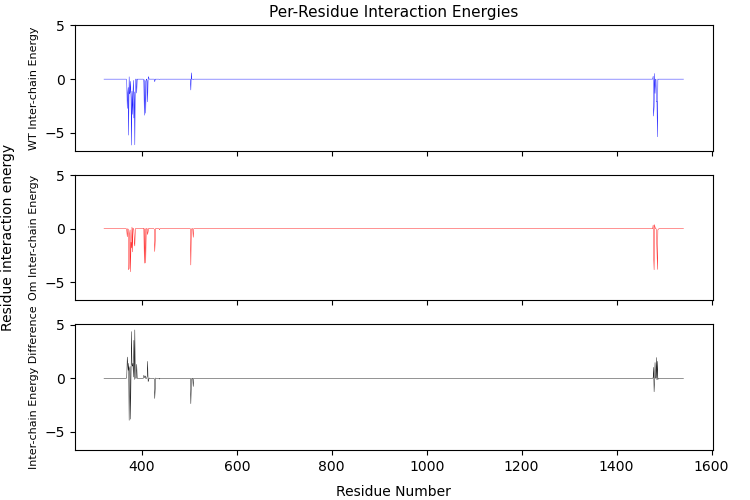 Per-Residue Interaction Energies
Residue interaction energy
WT Inter-chain Energy
5
0
−5
Om Inter-chain Energy
5
0
−5
Inter-chain Energy Difference
5
0
−5
400 600 800 1000 1200 1400 1600
Residue Number